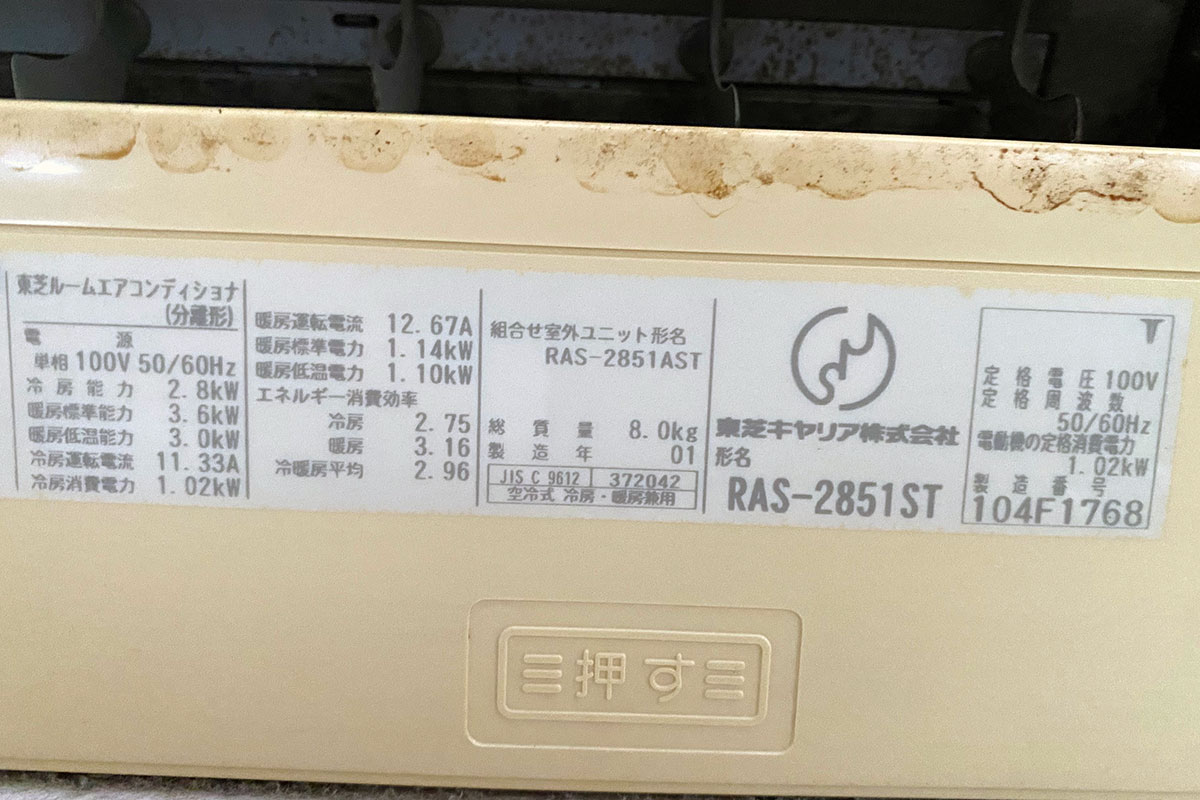 東芝ルームエアコンディショナ
(分離形)
電 源
単相 100V 50/60Hz
冷房能力 2.8kW
暖房標準能力 3.6kW
暖房低温能力 3.0kW
冷房運転電流 11.33A
冷房消費電力 1.02kW
暖房運転電流 12.67A
暖房標準電力 1.14kW
暖房低温電力 1.10kW
エネルギー消費効率
冷房 2.75
暖房 3.16
冷暖房平均 2.96
組合せ室外ユニット形名
RAS-2851AST
総質量 8.0kg
製造年 01
JIS C 9612 372042
空冷式 冷房・暖房兼用
東芝キヤリア株式会社
形名
RAS-2851ST
定格電圧 100V
定格周波数
50/60Hz
電動機の定格消費電力
1.02kW
製造番号
104F1768
押す